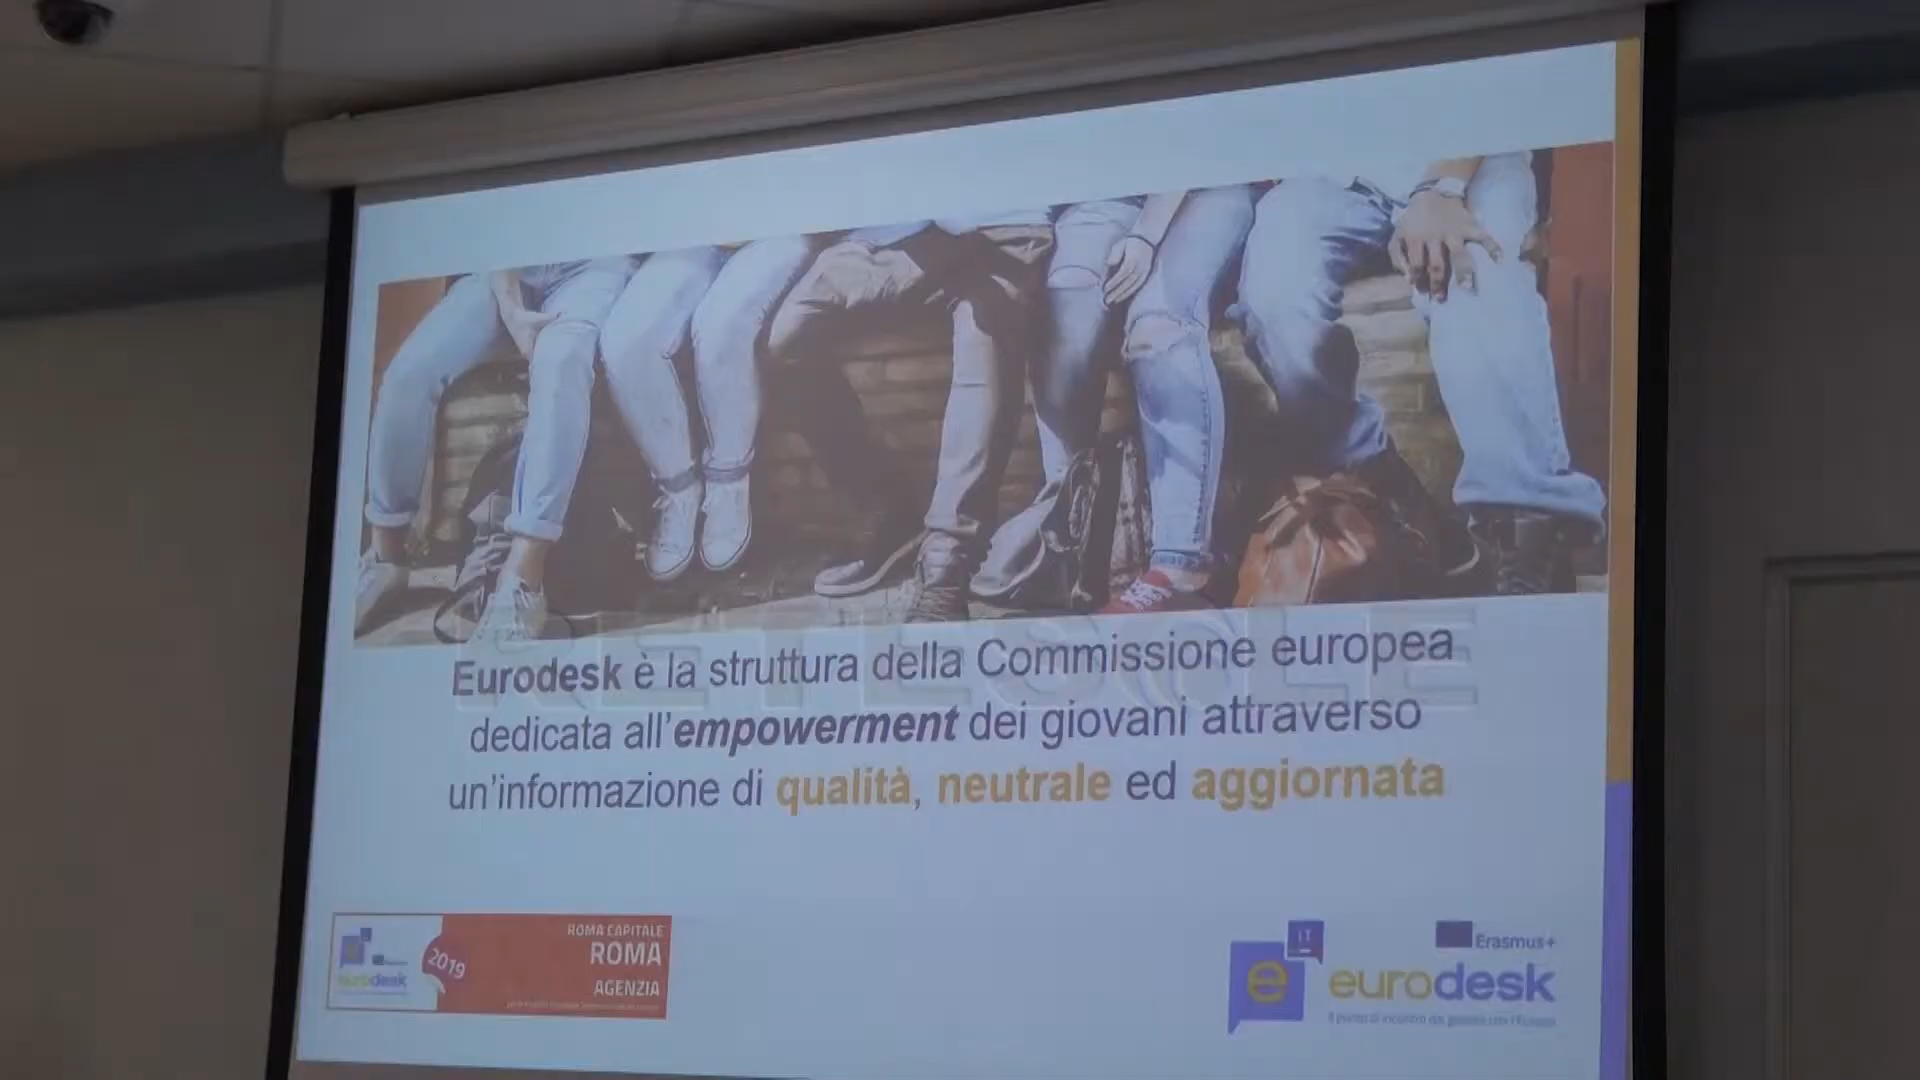 Eurodesk è la struttura della Commissione europea
dedicata all'empowerment dei giovani attraverso
un'informazione di qualità, neutrale ed aggiornata
RETESOLE
eurodesk
2019
ROMA CAPITALE
ROMA
AGENZIA
e
IT
Erasmus+
eurodesk